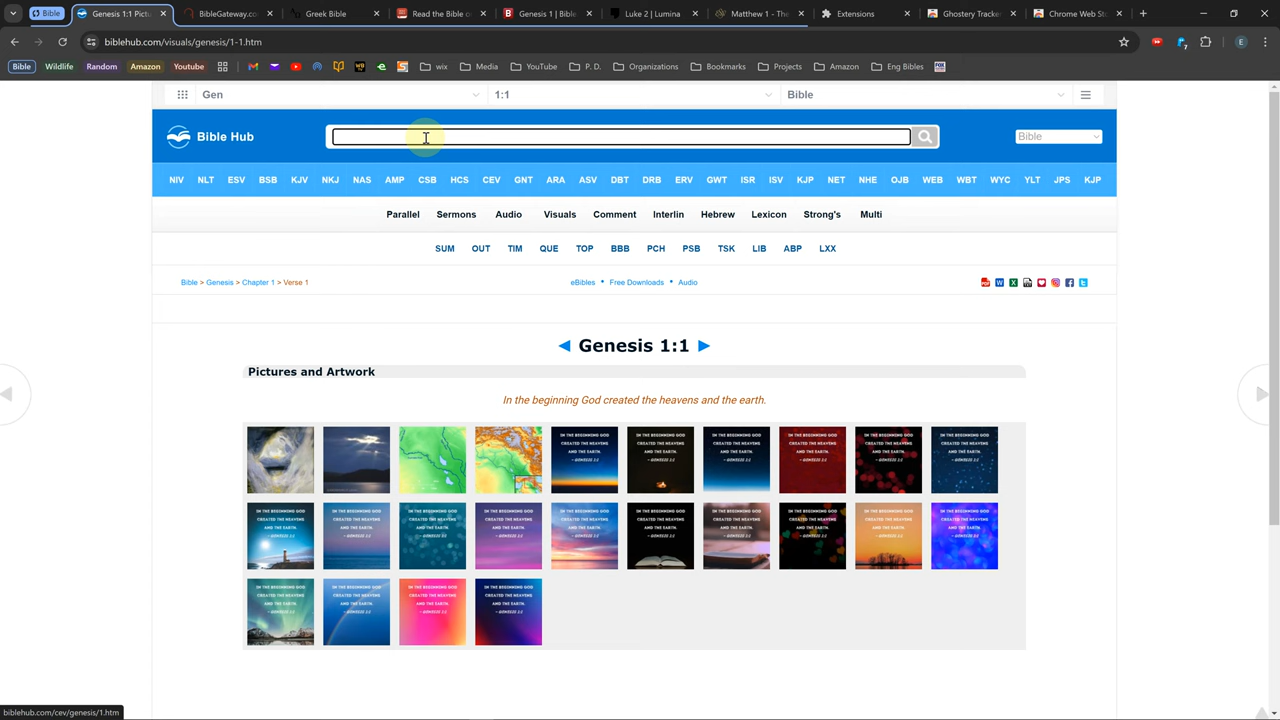 Bible
Genesis 1:1 Pictu
Greek Bible
Read the Bible
Genesis 1 Bible
Luke 2 | Lumina
Extensions
Ghostery Tracke
Chrome Web St
biblehub.com/visuals/genesis/1-1.htm
Bible Wildlife Random Amazon Youtube wix Media YouTube P. D. Organizations Bookmarks Projects Amazon Eng Bibles
Gen 1:1 Bible
Bible Hub
Bible
NIV NLT ESV BSB KJV NKJ NAS AMP CSB HCS CEV GNT ARA ASV DBT DRB ERV GWT ISR ISV KJP NET NHE OJB WEB WBT WYC YLT JPS KJP
Parallel Sermons Audio Visuals Comment Interlin Hebrew Lexicon Strong's Multi
SUM OUT TIM QUE TOP BBB PCH PSB TSK LIB ABP LXX
Bible > Genesis > Chapter 1 > Verse 1
eBibles • Free Downloads • Audio
◄ Genesis 1:1 ►
Pictures and Artwork
In the beginning God created the heavens and the earth.
biblehub.com/cev/genesis/1.htm